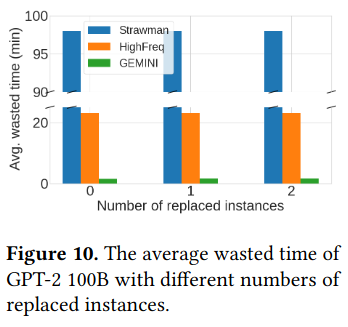 100
95
90
20
0
Avg. wasted time (min)
Strawman
HighFreq
GEMINI
0 1 2
Number of replaced instances
Figure 10. The average wasted time of
GPT-2 100B with different numbers of
replaced instances.